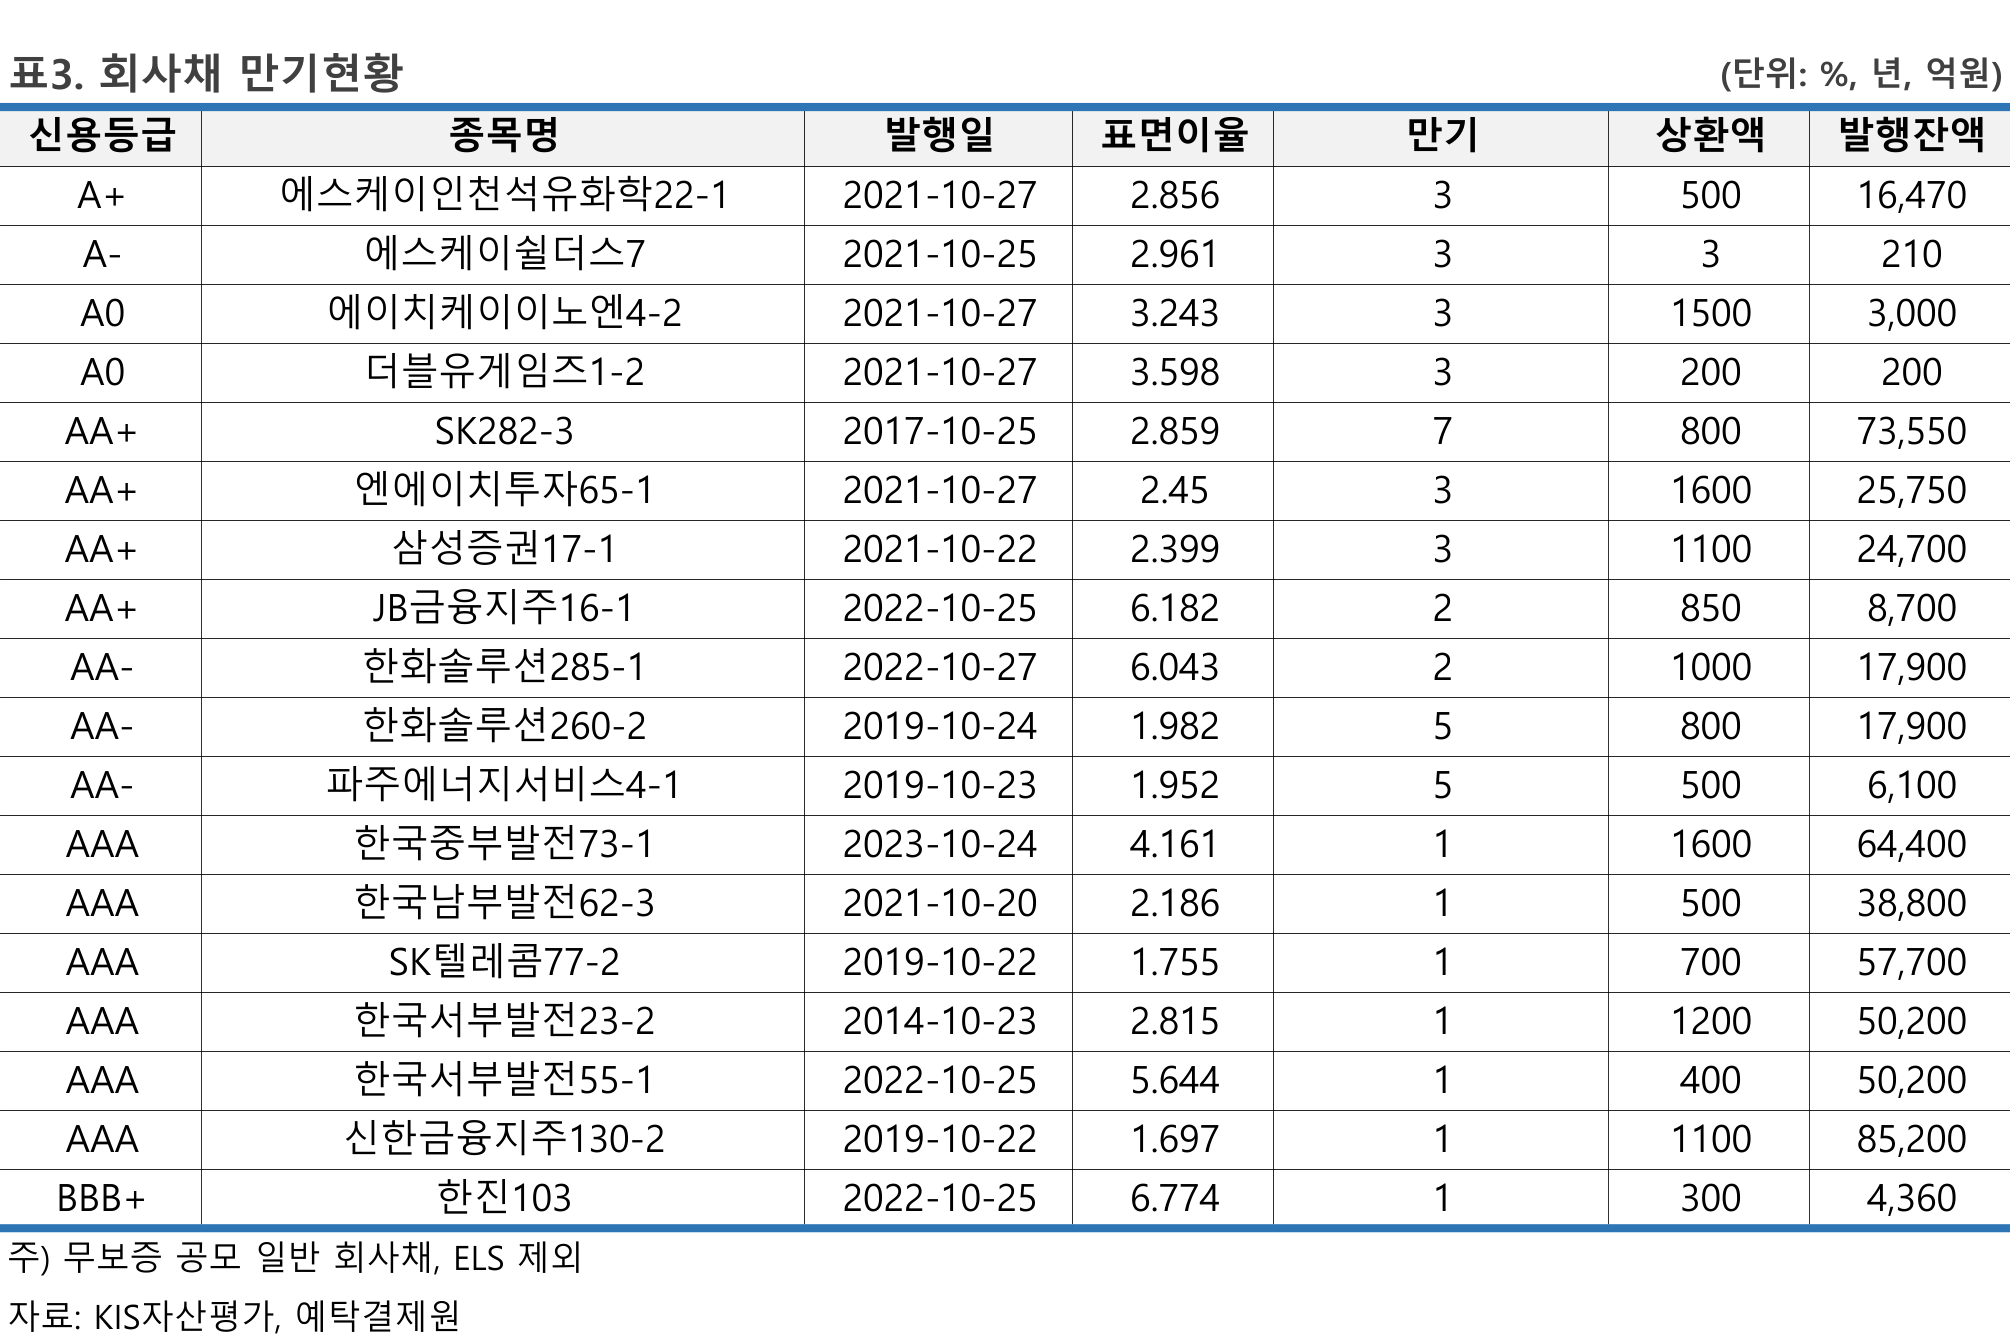 표3. 회사채 만기현황 (단위: %, 년, 억원)
신용등급 종목명 발행일 표면이율 만기 상환액 발행잔액
A+ 에스케이인천석유화학22-1 2021-10-27 2.856 3 500 16,470
A- 에스케이쉴더스7 2021-10-25 2.961 3 3 210
A0 에이치케이이노엔4-2 2021-10-27 3.243 3 1500 3,000
A0 더블유게임즈1-2 2021-10-27 3.598 3 200 200
AA+ SK282-3 2017-10-25 2.859 7 800 73,550
AA+ 엔에이치투자65-1 2021-10-27 2.45 3 1600 25,750
AA+ 삼성증권17-1 2021-10-22 2.399 3 1100 24,700
AA+ JB금융지주16-1 2022-10-25 6.182 2 850 8,700
AA- 한화솔루션285-1 2022-10-27 6.043 2 1000 17,900
AA- 한화솔루션260-2 2019-10-24 1.982 5 800 17,900
AA- 파주에너지서비스4-1 2019-10-23 1.952 5 500 6,100
AAA 한국중부발전73-1 2023-10-24 4.161 1 1600 64,400
AAA 한국남부발전62-3 2021-10-20 2.186 1 500 38,800
AAA SK텔레콤77-2 2019-10-22 1.755 1 700 57,700
AAA 한국서부발전23-2 2014-10-23 2.815 1 1200 50,200
AAA 한국서부발전55-1 2022-10-25 5.644 1 400 50,200
AAA 신한금융지주130-2 2019-10-22 1.697 1 1100 85,200
BBB+ 한진103 2022-10-25 6.774 1 300 4,360
주) 무보증 공모 일반 회사채, ELS 제외
자료: KIS자산평가, 예탁결제원